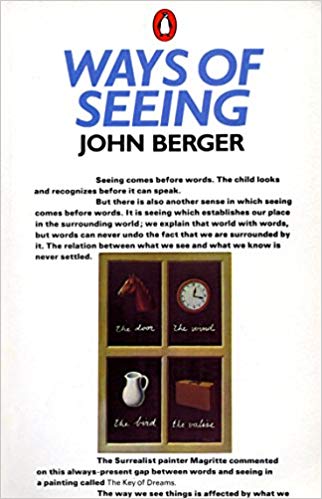 WAYS OF
SEEING
JOHN BERGER
Seeing comes before words. The child looks
and recognizes before it can speak.
But there is also another sense in which seeing
comes before words. It is seeing which establishes our place
in the surrounding world; we explain that world with words,
but words can never undo the fact that we are surrounded by
it. The relation between what we see and what we know is
never settled.
the door
the wind
the bird
the valise
The Surrealist painter Magritte commented
on this always-present gap between words and seeing in
a painting called The Key of Dreams.
The way we see things is affected by what we